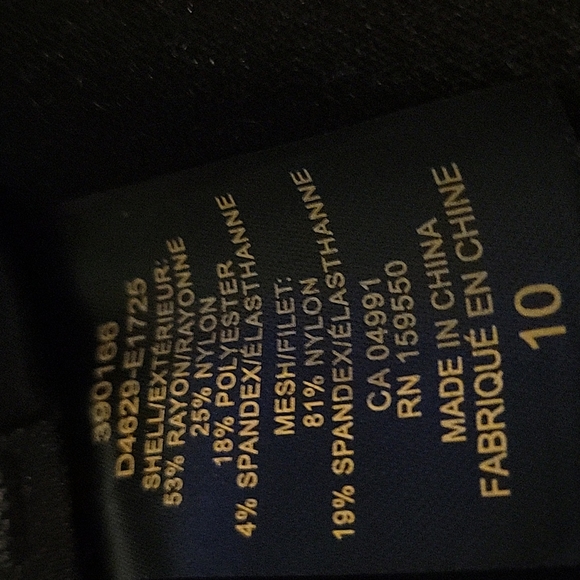 390166
D4629-E1725
SHELL/EXTÉRIEUR:
53% RAYON/RAYONNE
25% NYLON
18% POLYESTER
4% SPANDEX/ÉLASTHANNE
MESH/FILET:
81% NYLON
19% SPANDEX/ÉLASTHANNE
CA 04991
RN 159550
MADE IN CHINA
FABRIQUÉ EN CHINE
10